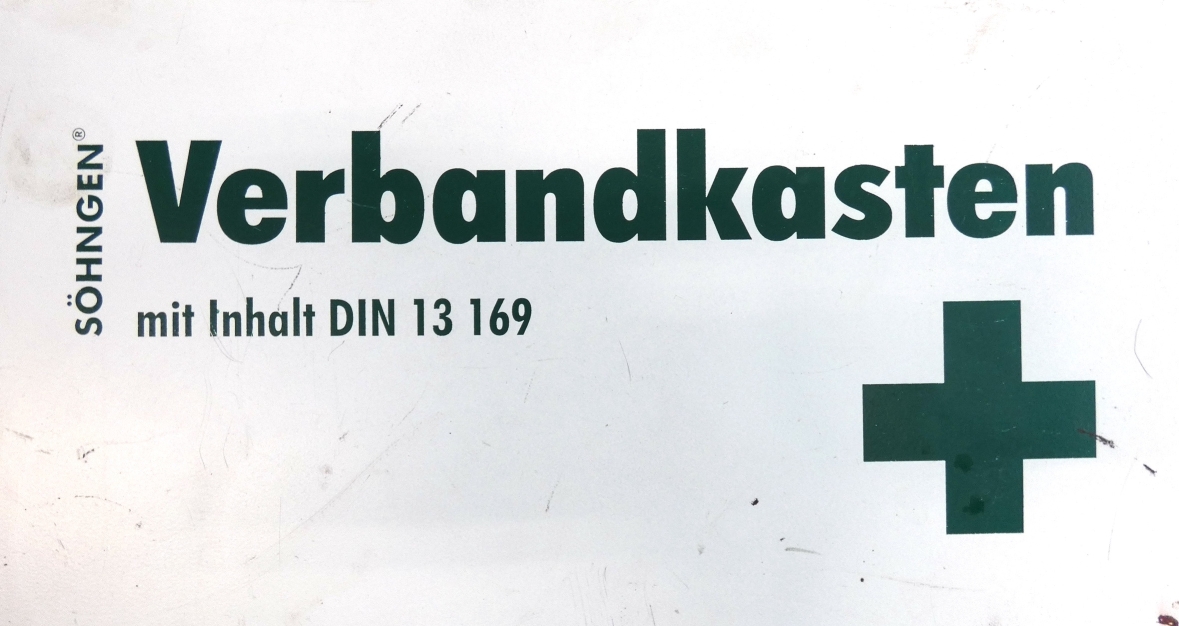 SÖHNGEN®
Verbandkasten
mit Inhalt DIN 13 169